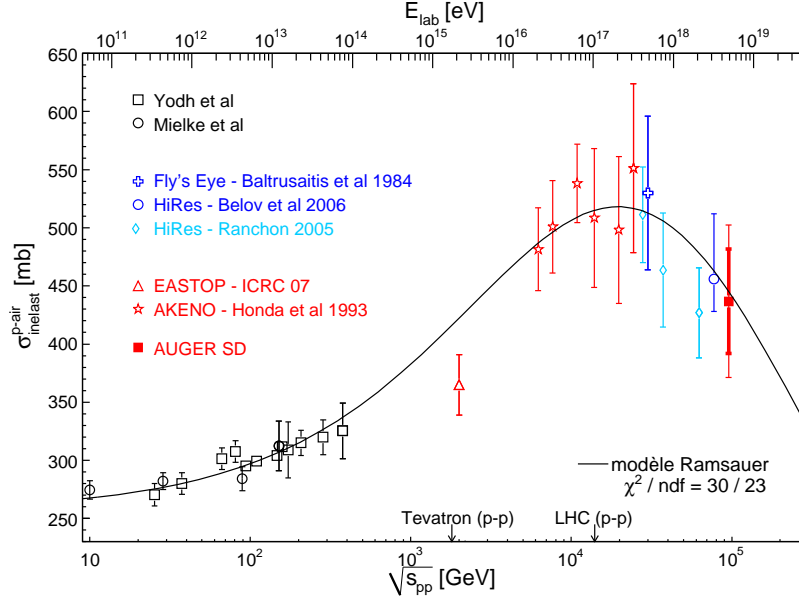 E_lab [eV]
10^11 10^12 10^13 10^14 10^15 10^16 10^17 10^18 10^19
650
600
550
500
450
400
350
300
250
σ^p-air_inelast [mb]
Yodh et al
Mielke et al
Fly's Eye - Baltrusaitis et al 1984
HiRes - Belov et al 2006
HiRes - Ranchon 2005
EASTOP - ICRC 07
AKENO - Honda et al 1993
AUGER SD
modèle Ramsauer
χ^2 / ndf = 30 / 23
Tevatron (p-p) LHC (p-p)
10 10^2 10^3 10^4 10^5
√s_pp [GeV]